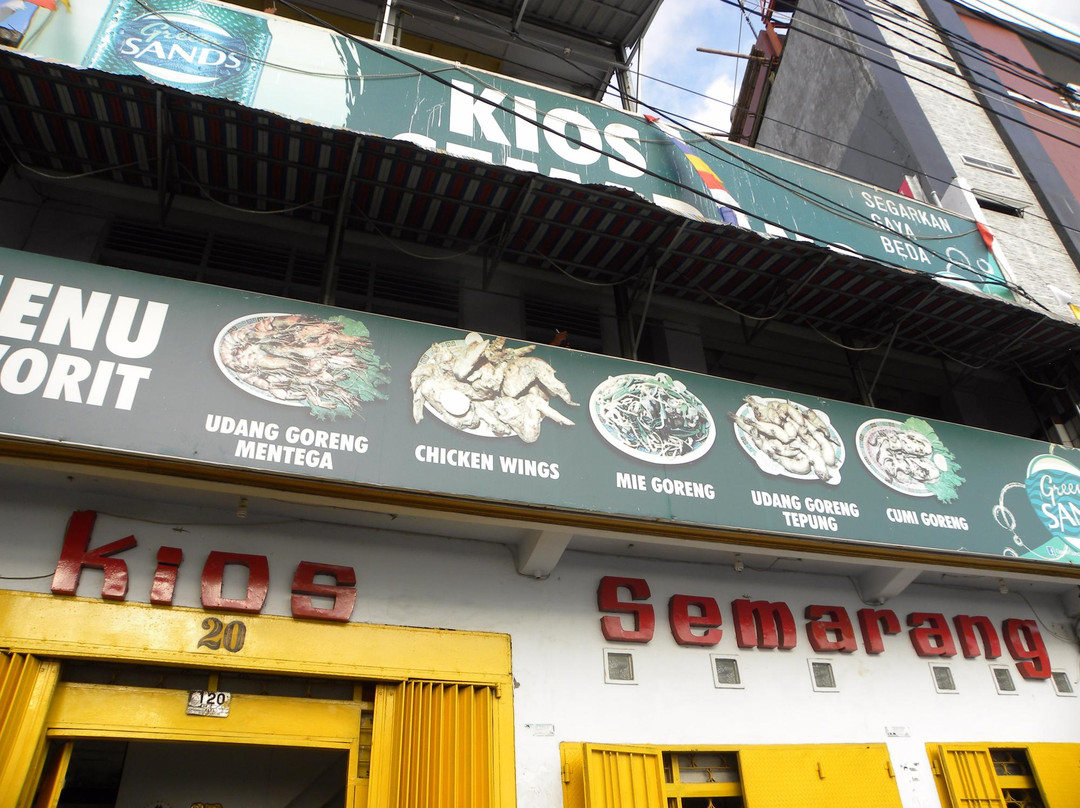 Green
SANDS
KIOS
SEGARKAN
GAYA
BEDA
ENU
ORIT
UDANG GORENG
MENTEGA
CHICKEN WINGS
MIE GORENG
UDANG GORENG
TEPUNG
CUMI GORENG
Green
SAN
kios
Semarang
20
120